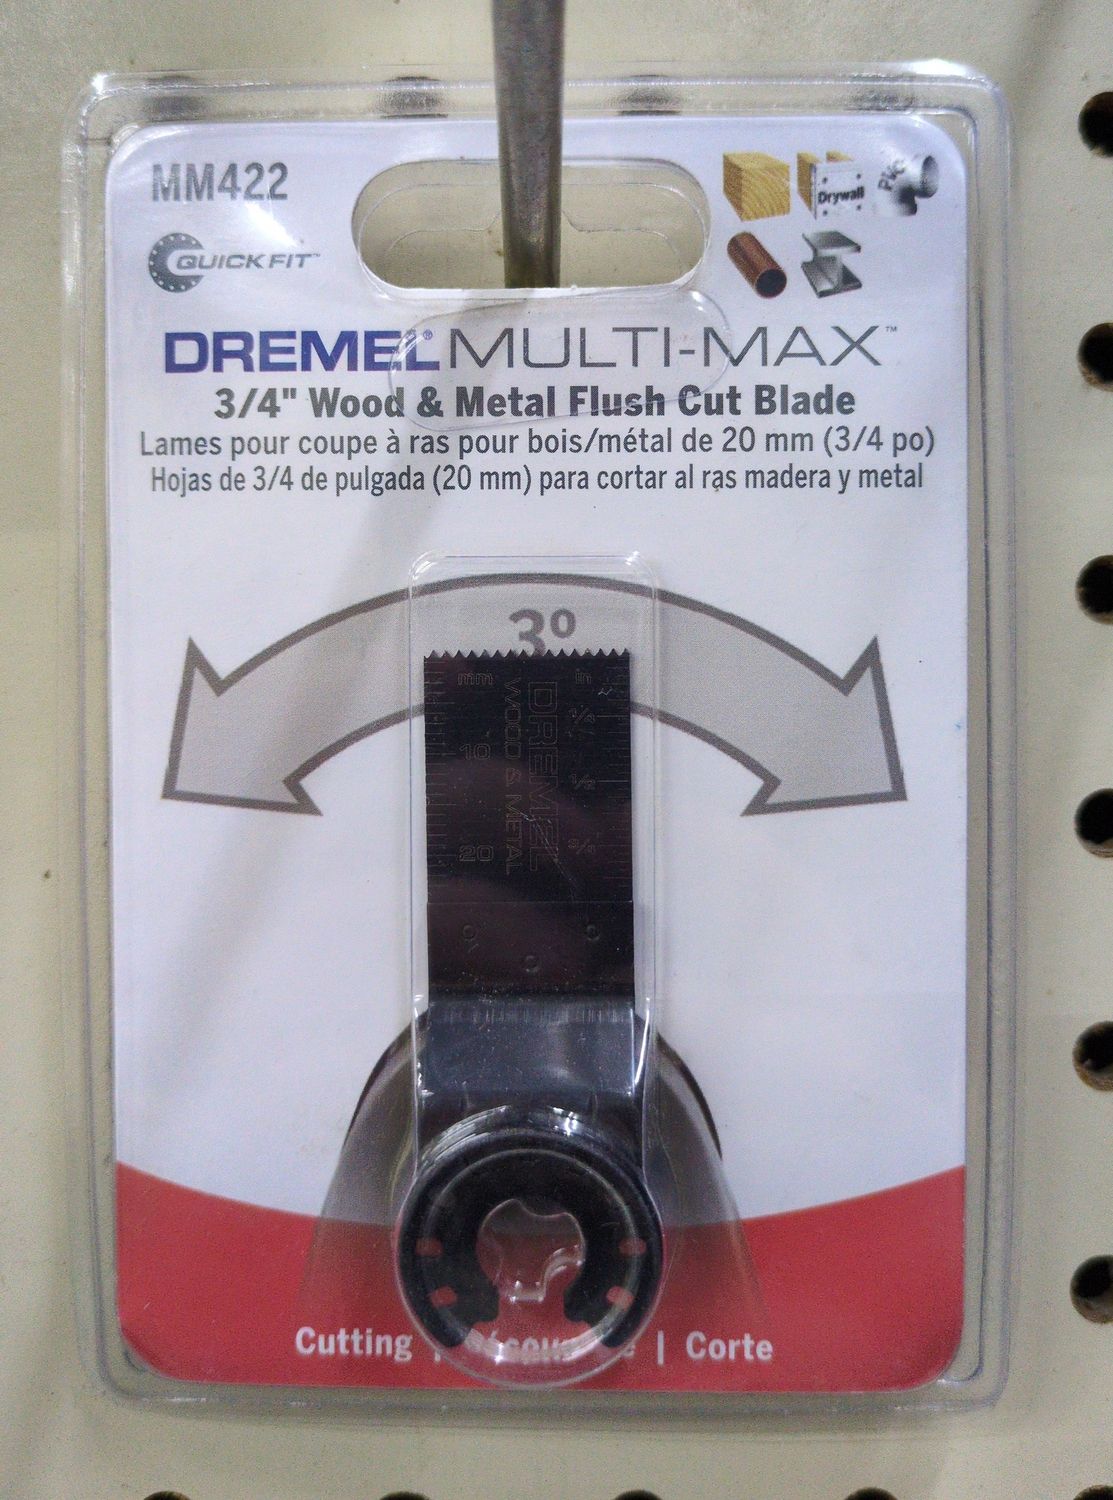 MM422
Drywall
PVC
QUICKFIT™
DREMEL® MULTI-MAX™
3/4" Wood & Metal Flush Cut Blade
Lames pour coupe à ras pour bois/métal de 20 mm (3/4 po)
Hojas de 3/4 de pulgada (20 mm) para cortar al ras madera y metal
3º
mm in
1/4
10 1/2
20 3/4
DREMEL
WOOD & METAL
Cutting | | Corte